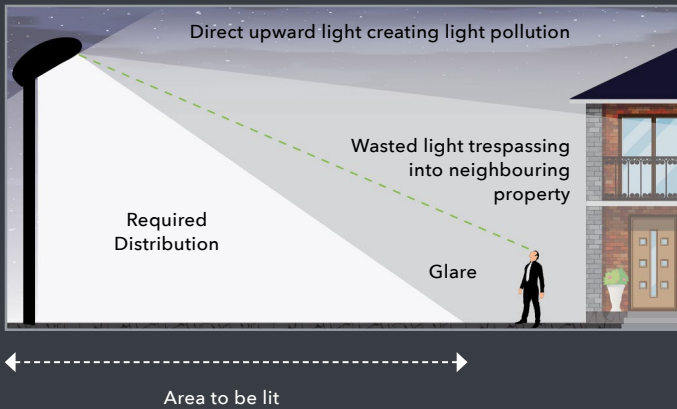 Direct upward light creating light pollution
Wasted light trespassing
into neighbouring
property
Required
Distribution
Glare
Area to be lit